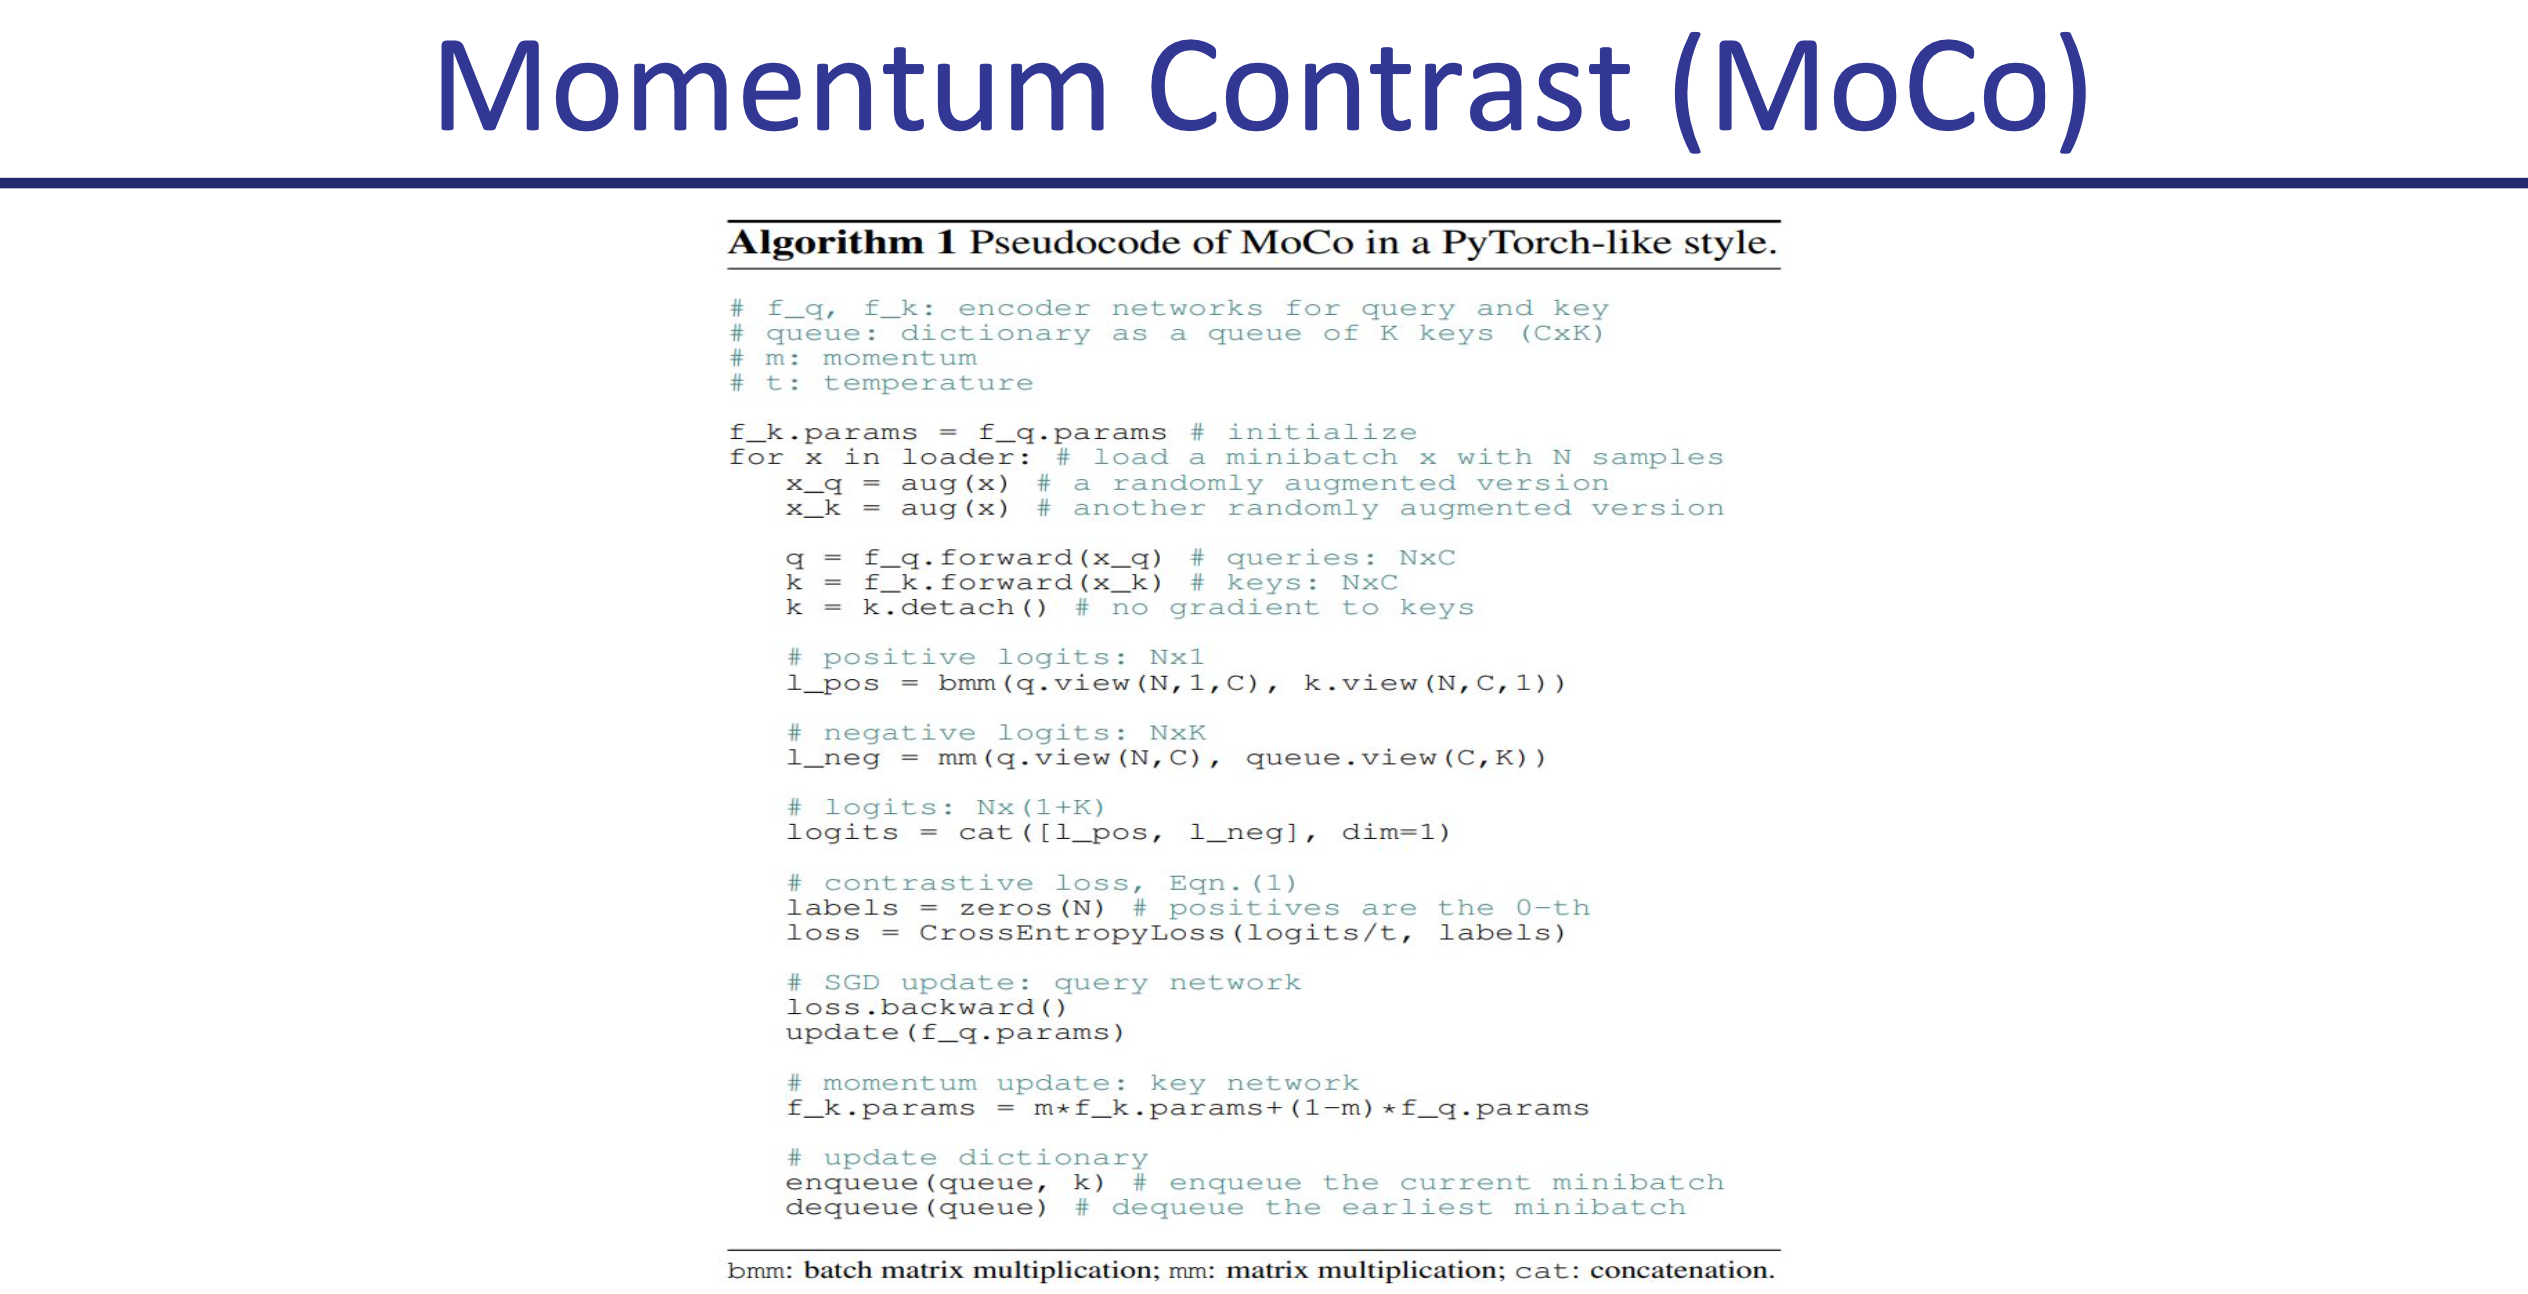 Momentum Contrast (MoCo)
Algorithm 1 Pseudocode of MoCo in a PyTorch-like style.
# f_q, f_k: encoder networks for query and key
# queue: dictionary as a queue of K keys (CxK)
# m: momentum
# t: temperature
f_k.params = f_q.params # initialize
for x in loader: # load a minibatch x with N samples
x_q = aug(x) # a randomly augmented version
x_k = aug(x) # another randomly augmented version
q = f_q.forward(x_q) # queries: NxC
k = f_k.forward(x_k) # keys: NxC
k = k.detach() # no gradient to keys
# positive logits: Nx1
l_pos = bmm(q.view(N,1,C), k.view(N,C,1))
# negative logits: NxK
l_neg = mm(q.view(N,C), queue.view(C,K))
# logits: Nx(1+K)
logits = cat([l_pos, l_neg], dim=1)
# contrastive loss, Eqn.(1)
labels = zeros(N) # positives are the 0-th
loss = CrossEntropyLoss(logits/t, labels)
# SGD update: query network
loss.backward()
update(f_q.params)
# momentum update: key network
f_k.params = m*f_k.params+(1-m)*f_q.params
# update dictionary
enqueue(queue, k) # enqueue the current minibatch
dequeue(queue) # dequeue the earliest minibatch
bmm: batch matrix multiplication; mm: matrix multiplication; cat: concatenation.